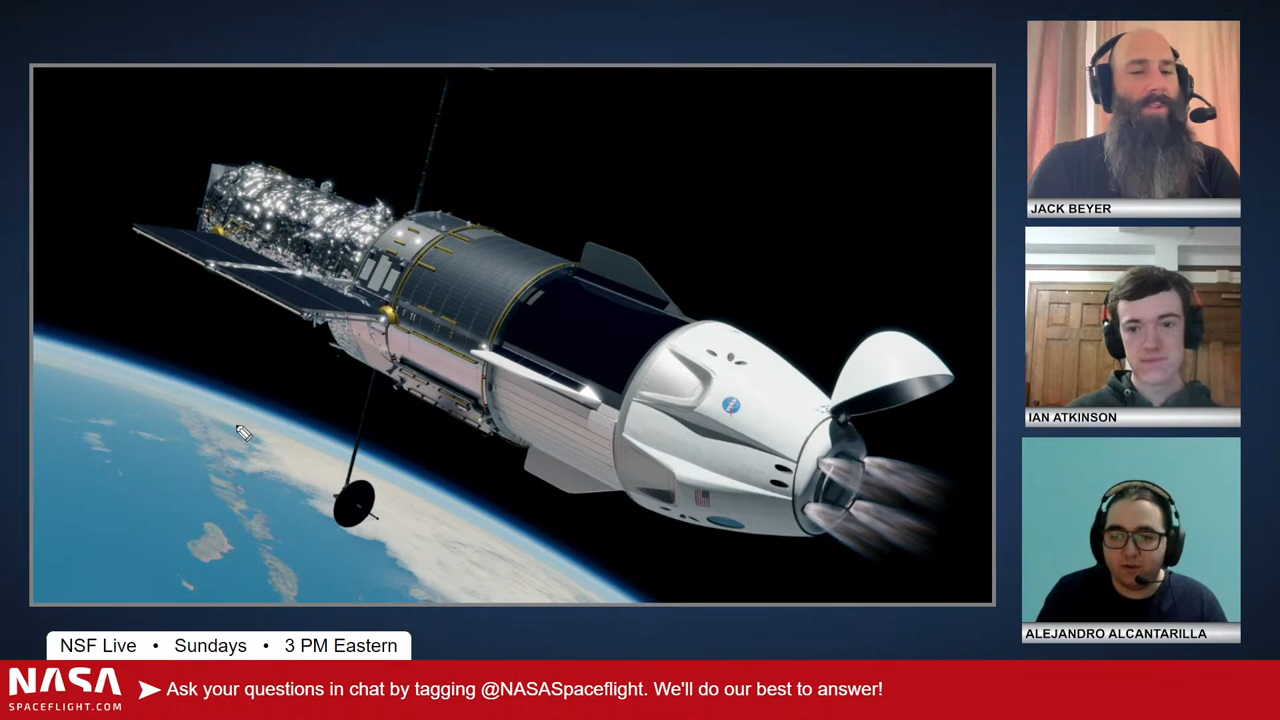 JACK BEYER
IAN ATKINSON
ALEJANDRO ALCANTARILLA
NSF Live • Sundays • 3 PM Eastern
NASA
SPACEFLIGHT.COM
Ask your questions in chat by tagging @NASASpaceflight. We'll do our best to answer!